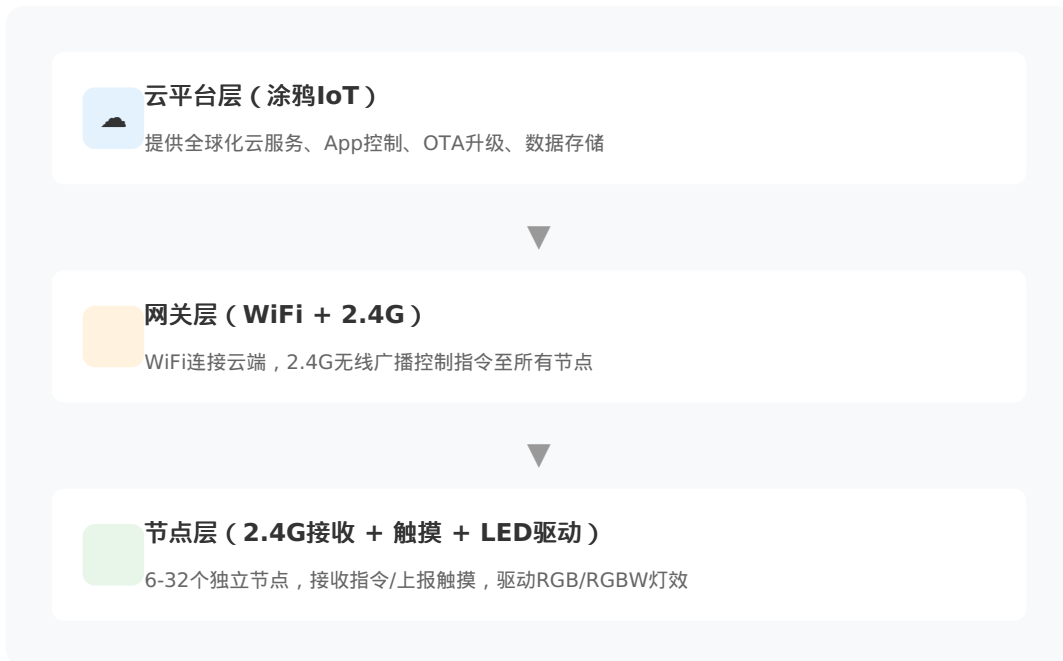 云平台层（涂鸦IoT）
提供全球化云服务、App控制、OTA升级、数据存储
网关层（WiFi + 2.4G）
WiFi连接云端，2.4G无线广播控制指令至所有节点
节点层（2.4G接收 + 触摸 + LED驱动）
6-32个独立节点，接收指令/上报触摸，驱动RGB/RGBW灯效